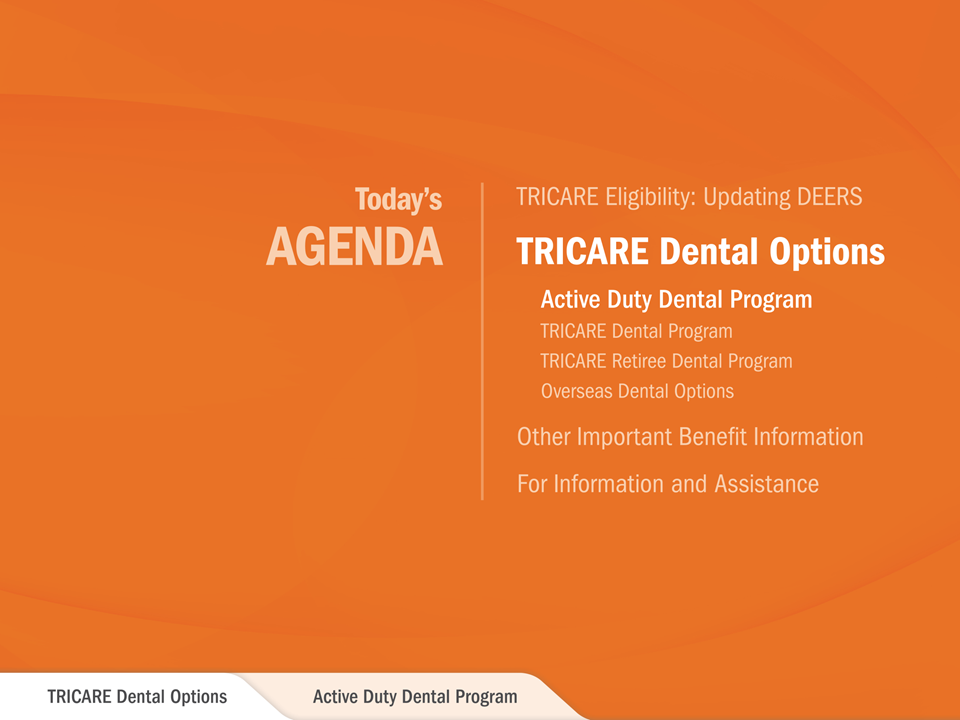 Today's
AGENDA
TRICARE Eligibility: Updating DEERS
TRICARE Dental Options
Active Duty Dental Program
TRICARE Dental Program
TRICARE Retiree Dental Program
Overseas Dental Options
Other Important Benefit Information
For Information and Assistance
TRICARE Dental Options
Active Duty Dental Program